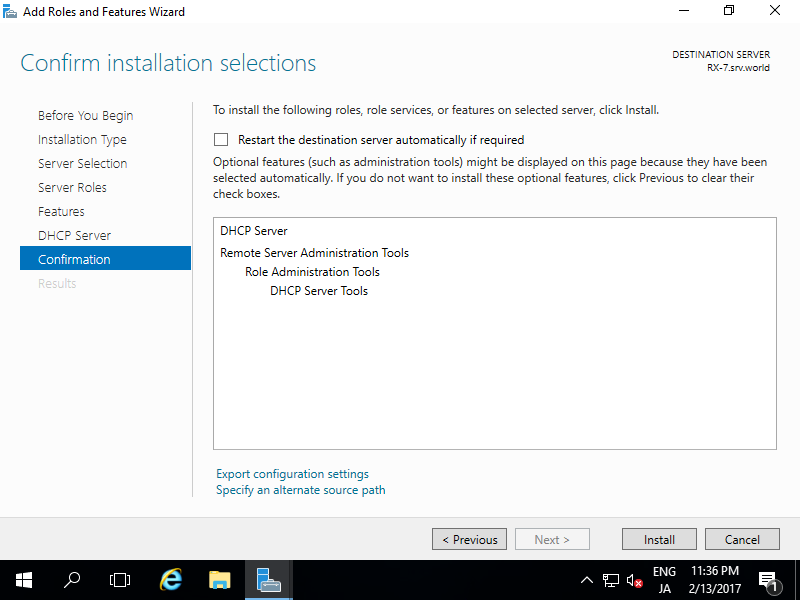 Add Roles and Features Wizard
Confirm installation selections
DESTINATION SERVER
RX-7.srv.world
Before You Begin
Installation Type
Server Selection
Server Roles
Features
DHCP Server
Confirmation
Results
To install the following roles, role services, or features on selected server, click Install.
Restart the destination server automatically if required
Optional features (such as administration tools) might be displayed on this page because they have been
selected automatically. If you do not want to install these optional features, click Previous to clear their
check boxes.
DHCP Server
Remote Server Administration Tools
Role Administration Tools
DHCP Server Tools
Export configuration settings
Specify an alternate source path
< Previous
Next >
Install
Cancel
ENG
JA
11:36 PM
2/13/2017
1